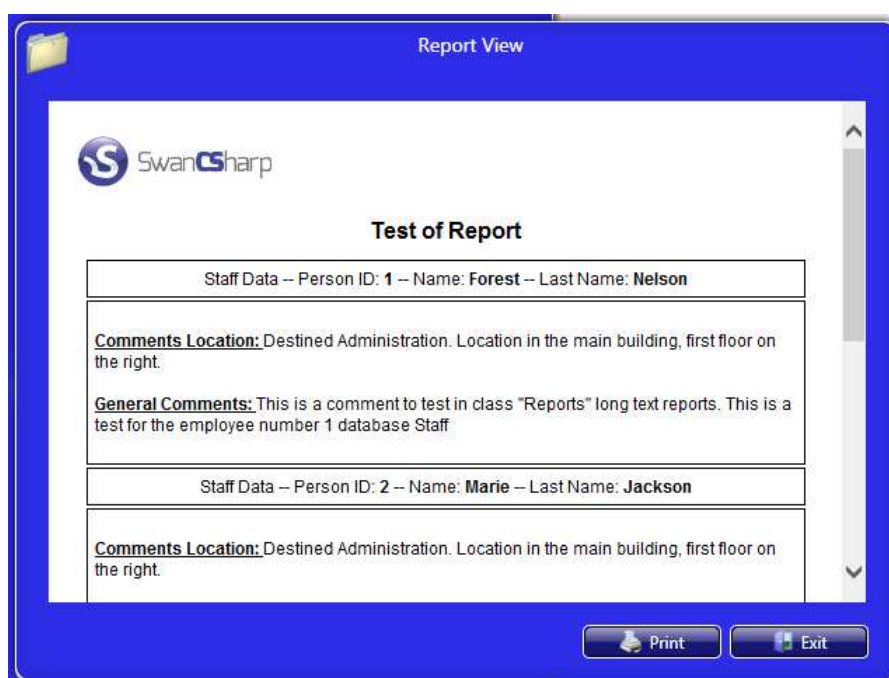 Report View
SwanCSharp
Test of Report
Staff Data -- Person ID: 1 -- Name: Forest -- Last Name: Nelson
Comments Location: Destined Administration. Location in the main building, first floor on
the right.
General Comments: This is a comment to test in class "Reports" long text reports. This is a
test for the employee number 1 database Staff
Staff Data -- Person ID: 2 -- Name: Marie -- Last Name: Jackson
Comments Location: Destined Administration. Location in the main building, first floor on
the right.
Print
Exit